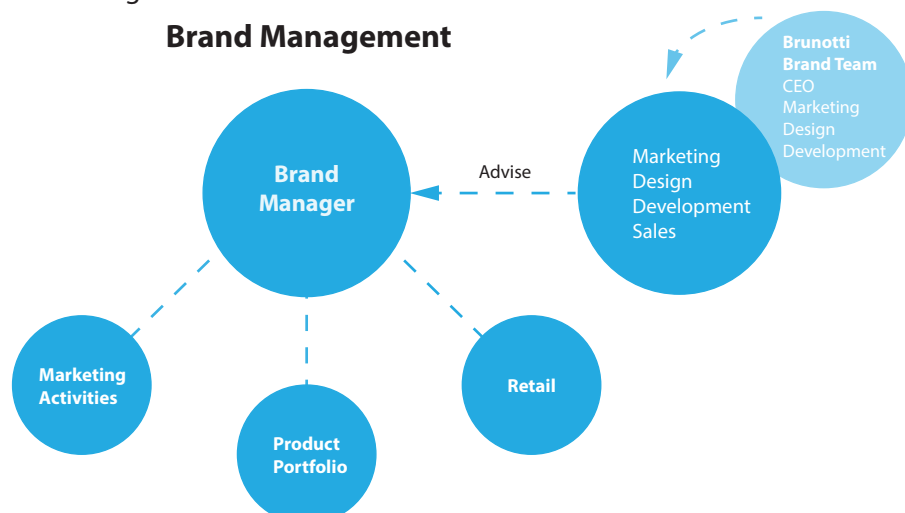 Brand Management
Brunotti
Brand Team
CEO
Marketing
Design
Development
Marketing
Design
Development
Sales
Advise
Brand
Manager
Marketing
Activities
Retail
Product
Portfolio